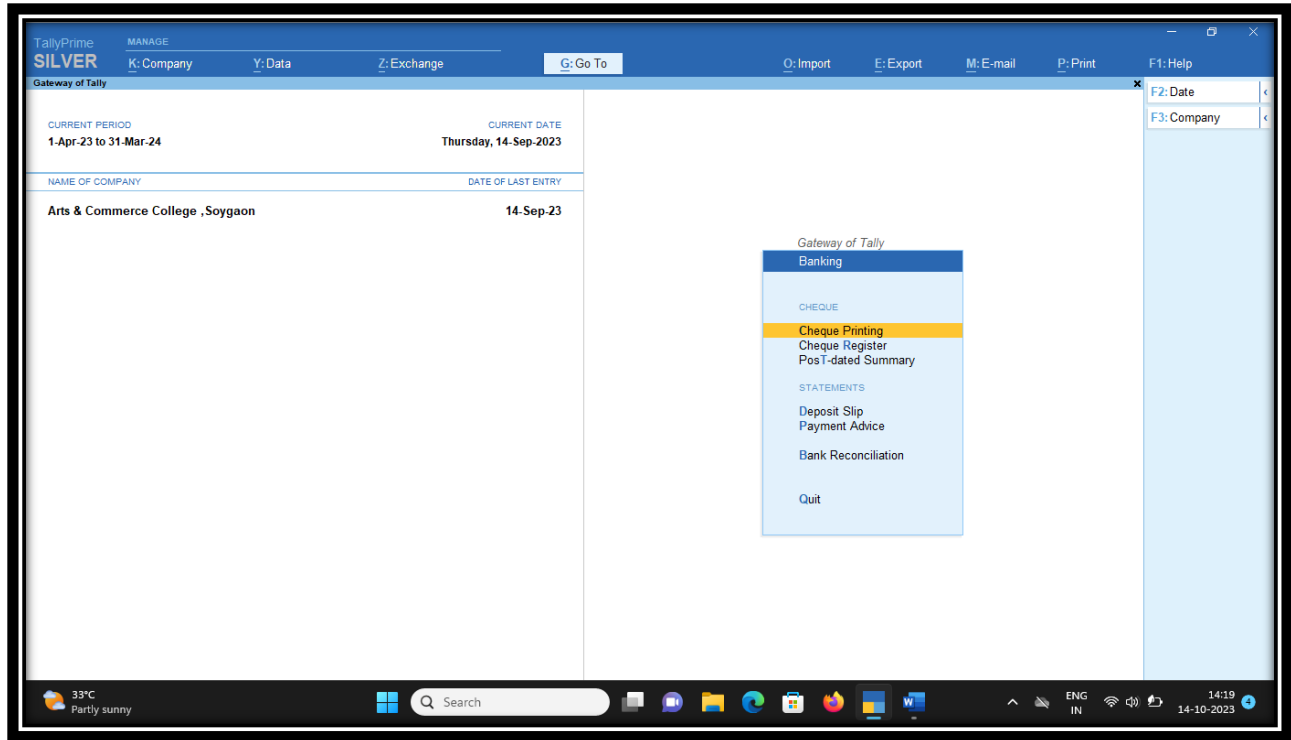 TallyPrime MANAGE
SILVER K: Company Y: Data Z: Exchange G: Go To O: Import E: Export M: E-mail P: Print F1: Help
Gateway of Tally
F2: Date
F3: Company
CURRENT PERIOD CURRENT DATE
1-Apr-23 to 31-Mar-24 Thursday, 14-Sep-2023
NAME OF COMPANY DATE OF LAST ENTRY
Arts & Commerce College ,Soygaon 14-Sep-23
Gateway of Tally
Banking
CHEQUE
Cheque Printing
Cheque Register
PosT-dated Summary
STATEMENTS
Deposit Slip
Payment Advice
Bank Reconciliation
Quit
33°C
Partly sunny
Search
ENG
IN
14:19
14-10-2023
4